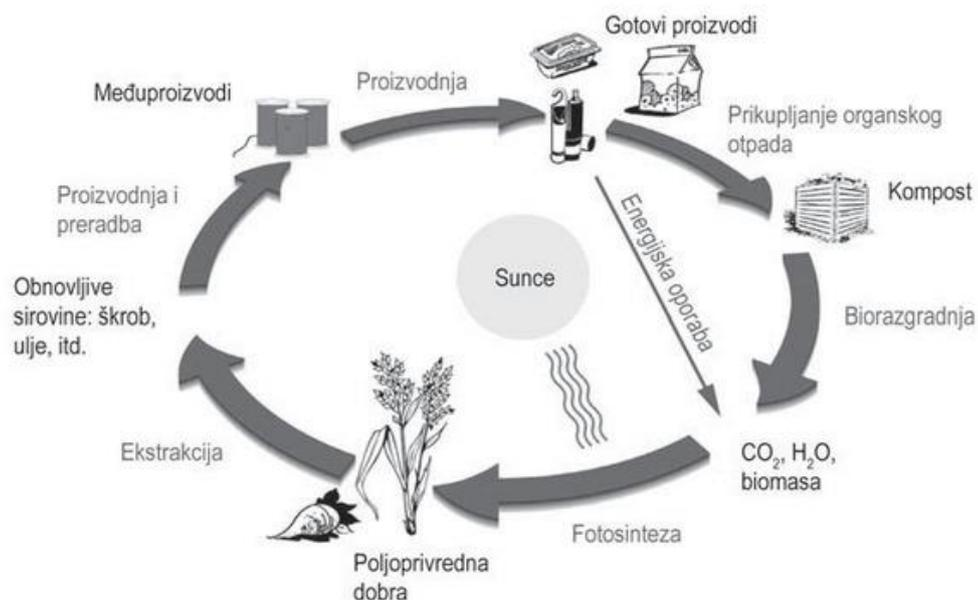 Gotovi proizvodi
Proizvodnja
Međuproizvodi
Prikupljanje organskog
otpada
Proizvodnja i
preradba
Kompost
Energijska oporaba
Sunce
Obnovljive
sirovine: škrob,
ulje, itd.
Biorazgradnja
Ekstrakcija
CO₂, H₂O,
biomasa
Fotosinteza
Poljoprivredna
dobra